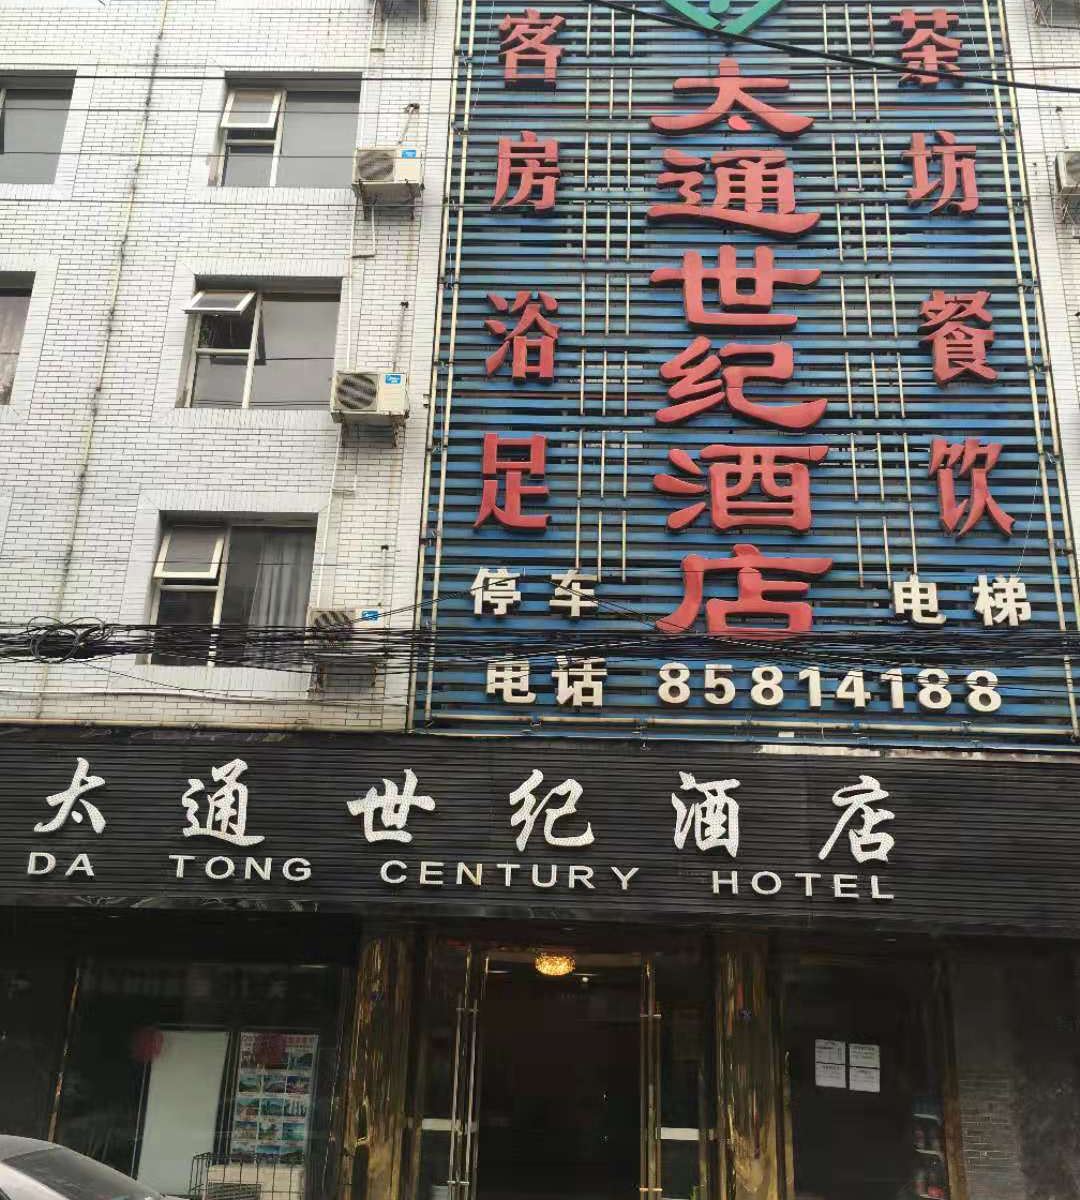 客房浴足
太通世纪酒店
茶坊餐饮
停车
电梯
电话 85814188
太通世纪酒店
DA TONG CENTURY HOTEL